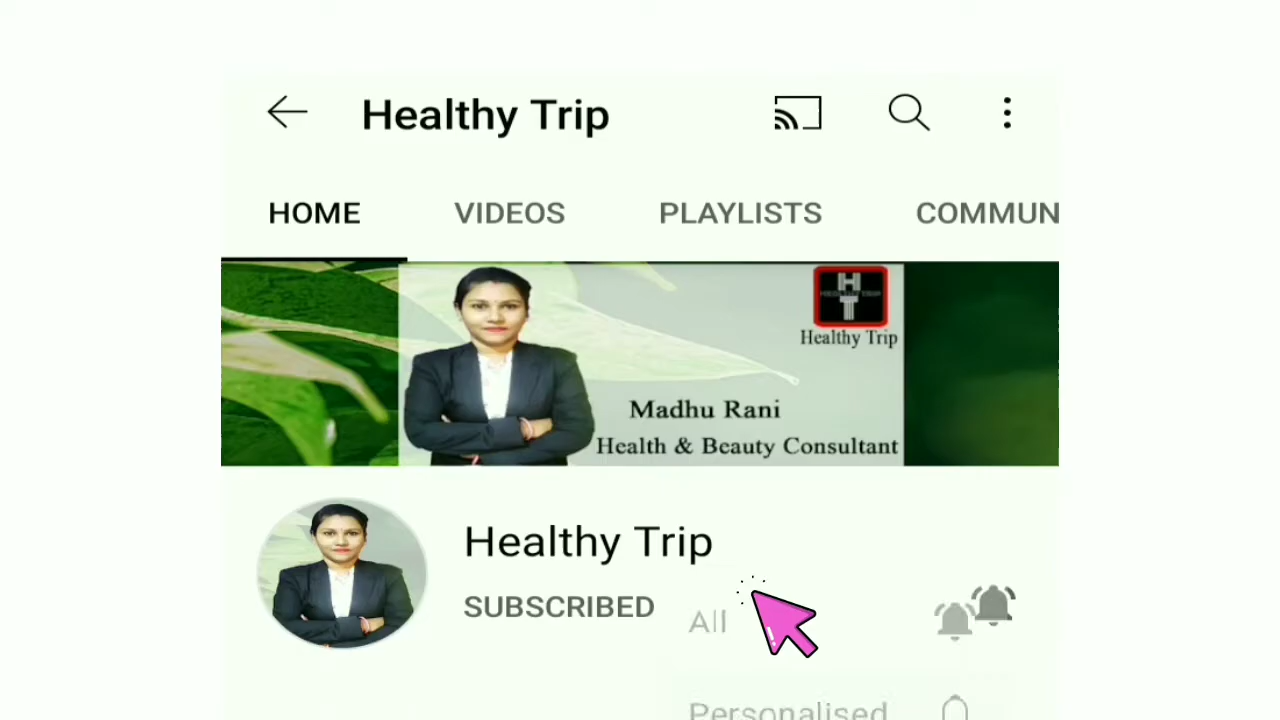 Healthy Trip
HOME VIDEOS PLAYLISTS COMMUN
Healthy Trip
Madhu Rani
Health & Beauty Consultant
Healthy Trip
SUBSCRIBED
All
Personalised